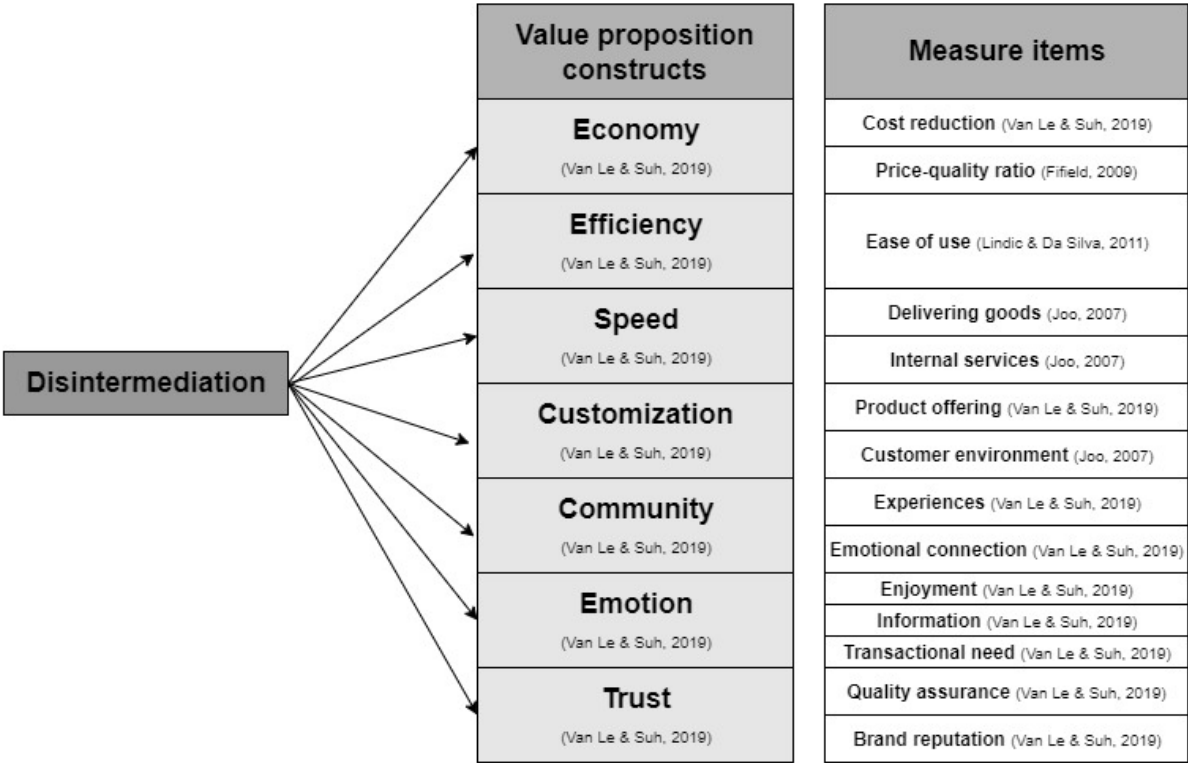 Value proposition
constructs
Measure items
Economy
(Van Le & Suh, 2019)
Cost reduction (Van Le & Suh, 2019)
Price-quality ratio (Fifield, 2009)
Efficiency
(Van Le & Suh, 2019)
Ease of use (Lindic & Da Silva, 2011)
Speed
(Van Le & Suh, 2019)
Delivering goods (Joo, 2007)
Internal services (Joo, 2007)
Disintermediation
Customization
(Van Le & Suh, 2019)
Product offering (Van Le & Suh, 2019)
Customer environment (Joo, 2007)
Community
(Van Le & Suh, 2019)
Experiences (Van Le & Suh, 2019)
Emotional connection (Van Le & Suh, 2019)
Emotion
(Van Le & Suh, 2019)
Enjoyment (Van Le & Suh, 2019)
Information (Van Le & Suh, 2019)
Transactional need (Van Le & Suh, 2019)
Trust
(Van Le & Suh, 2019)
Quality assurance (Van Le & Suh, 2019)
Brand reputation (Van Le & Suh, 2019)